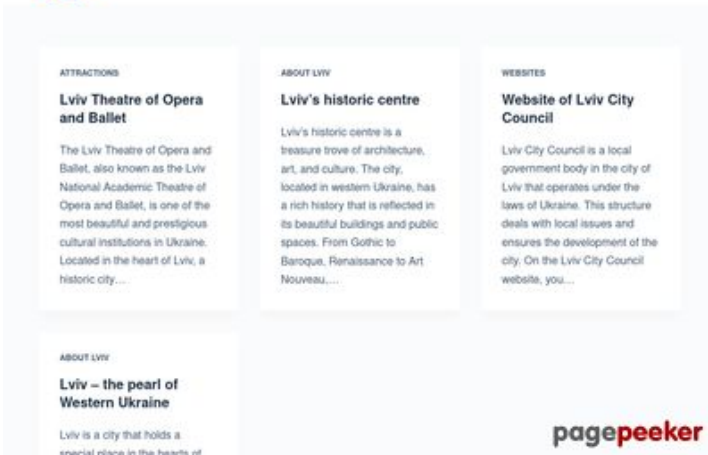 ATTRACTIONS
Lviv Theatre of Opera
and Ballet
The Lviv Theatre of Opera and
Ballet, also known as the Lviv
National Academic Theatre of
Opera and Ballet, is one of the
most beautiful and prestigious
cultural institutions in Ukraine.
Located in the heart of Lviv, a
historic city...
ABOUT LVIV
Lviv's historic centre
Lviv's historic centre is a
treasure trove of architecture,
art, and culture. The city,
located in western Ukraine, has
a rich history that is reflected in
its beautiful buildings and public
spaces. From Gothic to
Baroque, Renaissance to Art
Nouveau,...
WEBSITES
Website of Lviv City
Council
Lviv City Council is a local
government body in the city of
Lviv that operates under the
laws of Ukraine. This structure
deals with local issues and
ensures the development of the
city. On the Lviv City Council
website, you...
ABOUT LVIV
Lviv – the pearl of
Western Ukraine
Lviv is a city that holds a
special place in the hearts of
pagepeeker